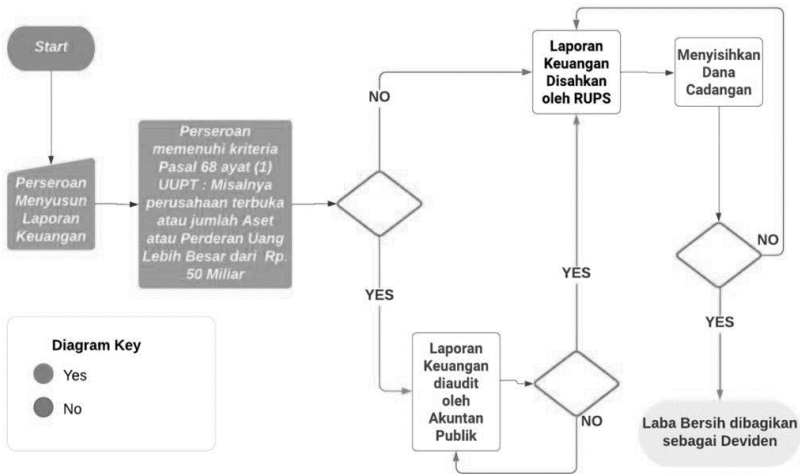 Start
Perseroan
Menyusun
Laporan
Keuangan
Perseroan
memenuhi kriteria
Pasal 68 ayat (1)
UUPT : Misalnya
perusahaan terbuka
atau jumlah Aset
atau Perderan Uang
Lebih Besar dari Rp.
50 Miliar
NO
YES
Laporan
Keuangan
diaudit
oleh
Akuntan
Publik
YES
NO
Laporan
Keuangan
Disahkan
oleh RUPS
Menyisihkan
Dana
Cadangan
NO
YES
Laba Bersih dibagikan
sebagai Deviden
Diagram Key
Yes
No